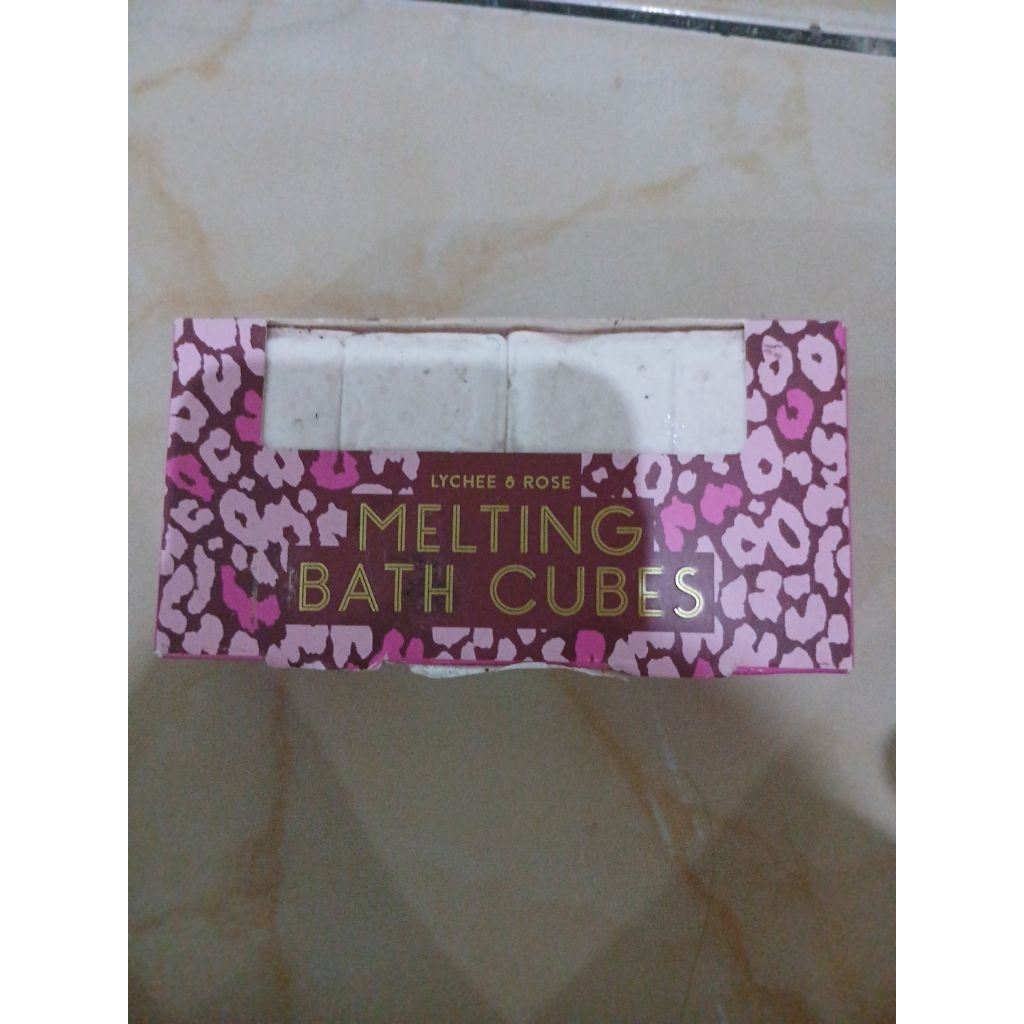 LYCHEE & ROSE
MELTING
BATH CUBES